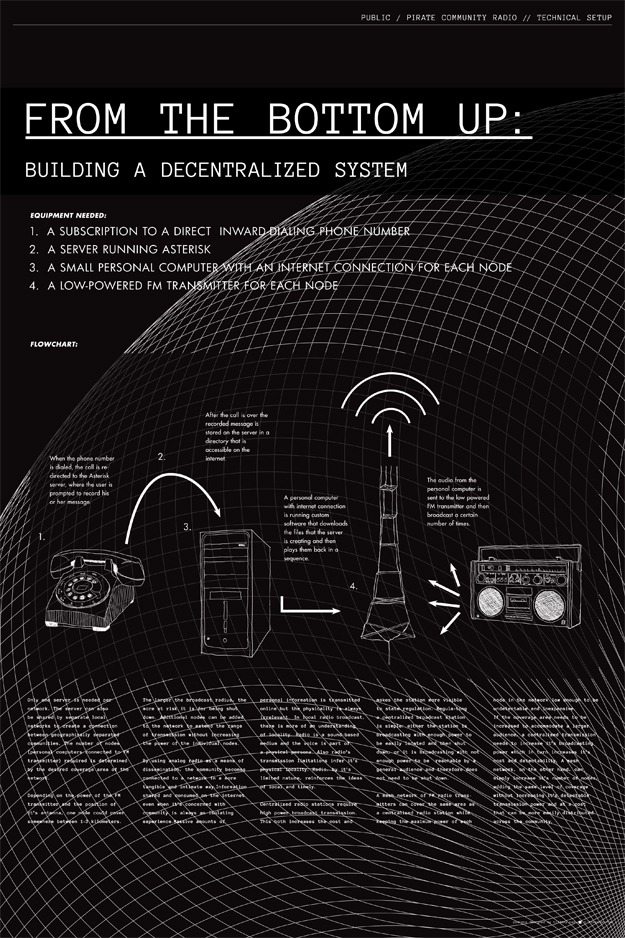 PUBLIC / PIRATE COMMUNITY RADIO // TECHNICAL SETUP
FROM THE BOTTOM UP:
BUILDING A DECENTRALIZED SYSTEM
EQUIPMENT NEEDED:
1. A SUBSCRIPTION TO A DIRECT INWARD DIALING PHONE NUMBER
2. A SERVER RUNNING ASTERISK
3. A SMALL PERSONAL COMPUTER WITH AN INTERNET CONNECTION FOR EACH NODE
4. A LOW-POWERED FM TRANSMITTER FOR EACH NODE
FLOWCHART:
1.
When the phone number
is dialed, the call is re-
directed to the Asterisk
server, where the user is
prompted to record his
or her message.
2.
After the call is over the
recorded message is
stored on the server in a
directory that is
accessible on the
internet.
3.
A personal computer
with internet connection
is running custom
software that downloads
the files that the server
is creating and then
plays them back in a
sequence.
4.
The audio from the
personal computer is
sent to the low powered
FM transmitter and then
broadcast a certain
number of times.
Only one server is needed per
network. The server can also
be shared by separate local
networks to create a connection
between geographically separated
communities. The number of nodes
(personal computers connected to FM
transmitter) required is determined
by the desired coverage area of the
network.
Depending on the power of the FM
transmitter and the position of
it's antenna, one node could cover
somewhere between 1-2 kilometers.
The larger the broadcast radius, the
more at risk it is for being shut
down. Additional nodes can be added
to the network to extend the range
of transmission without increasing
the power of the individual nodes.
By using analog radio as a means of
dissemination, the community becomes
connected to a network in a more
tangible and intimate way. Information
shared and consumed on the internet
even when it's concerned with
community is always an isolating
experience. Massive amounts of
personal information is transmitted
online but the physicality is always
irrelevant. In local radio broadcast
there is more of an understanding
of locality. Radio is a sound-based
medium and the voice is part of
a physical persona. Also radio's
transmission limitations infer it's
physical locality. Radio by it's
limited nature, reinforces the ideas
of local and timely.
Centralized radio stations require
high power broadcast transmission.
This both increases the cost and
makes the station more visible
to state regulation. Regulating
a centralized broadcast station
is simple: either the station is
broadcasting with enough power to
be easily located and then shut
down, or it is broadcasting with not
enough power to be reachable by a
general audience and therefore does
not need to be shut down.
A mesh network of FM radio trans-
mitters can cover the same area as
a centralized radio station while
keeping the maximum power of each
node in the network low enough to be
undetectable and inexpensive.
If the coverage area needs to be
increased to accommodate a larger
audience, a centralized transmission
needs to increase it's broadcasting
power which in turn increases it's
cost and detectability. A mesh
network, on the other hand, can
simply increase it's number of nodes,
adding the same level of coverage
without increasing it's detectable
transmission power and at a cost
that can be more easily distributed
across the community.